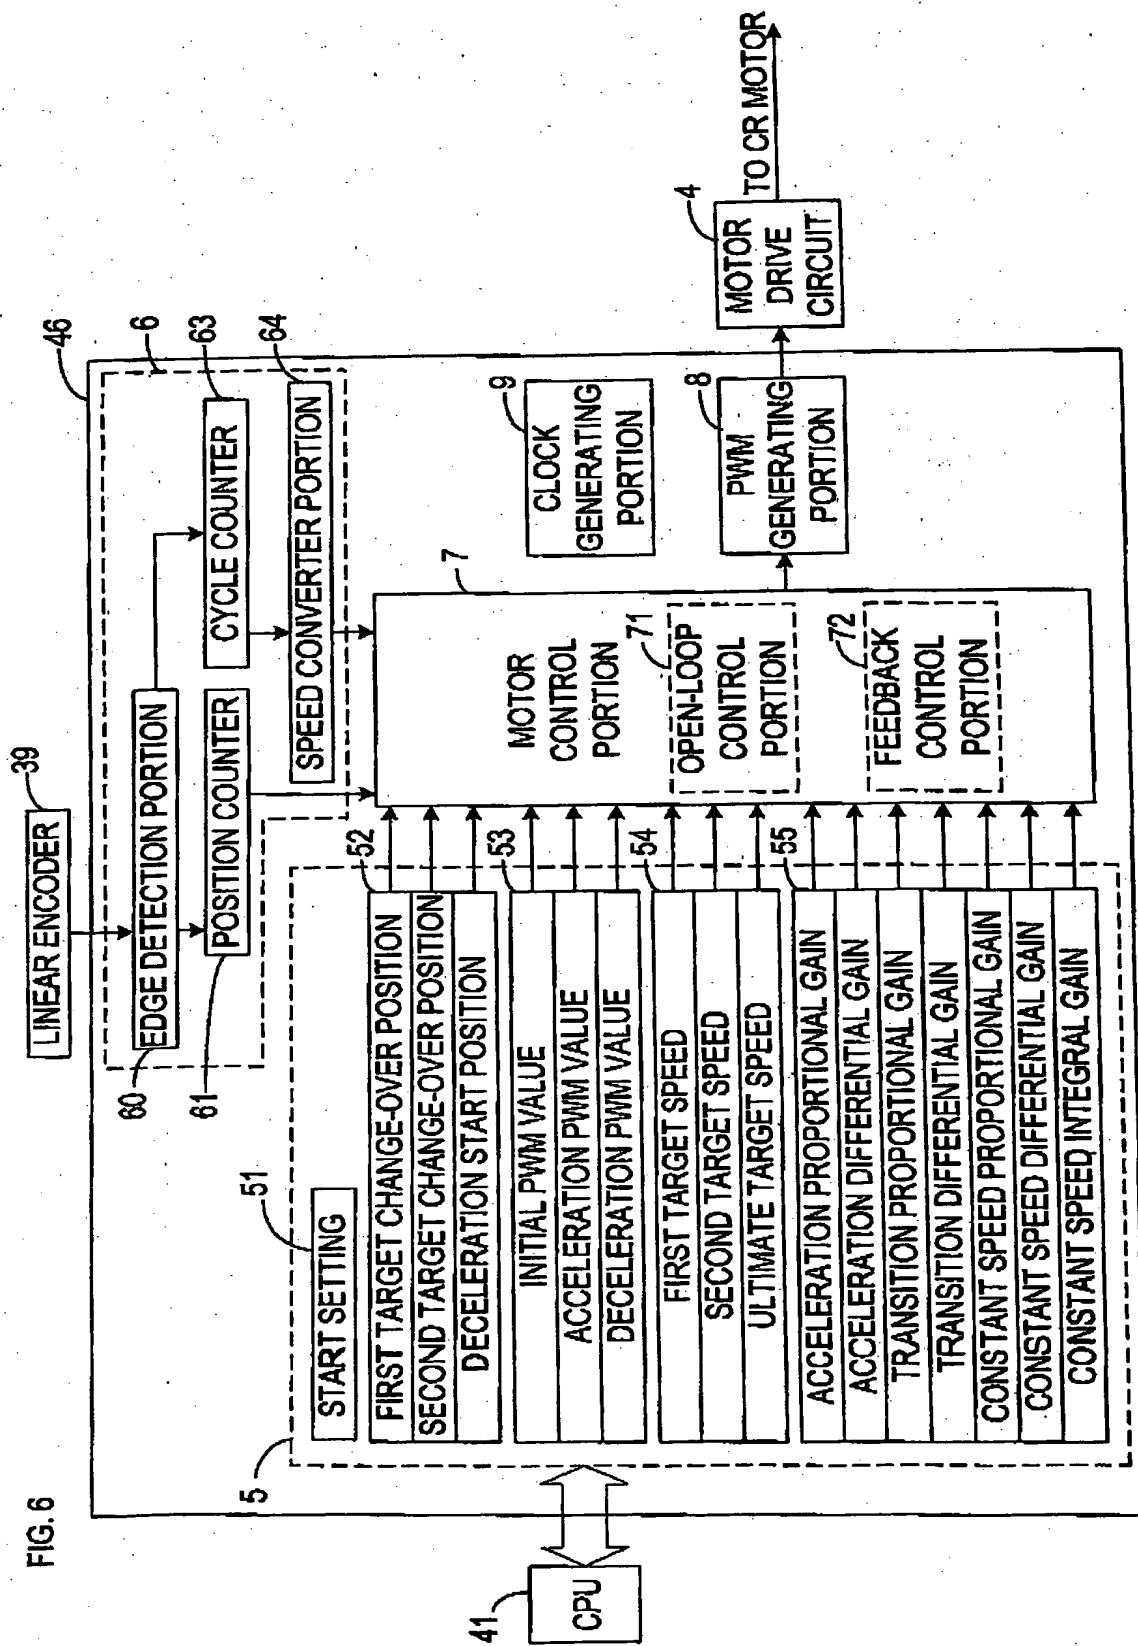 FIG. 6
LINEAR ENCODER
39
46
6
EDGE DETECTION PORTION
60
POSITION COUNTER
61
CYCLE COUNTER
63
SPEED CONVERTER PORTION
64
5
START SETTING
51
52
FIRST TARGET CHANGE-OVER POSITION
SECOND TARGET CHANGE-OVER POSITION
DECELERATION START POSITION
53
INITIAL PWM VALUE
ACCELERATION PWM VALUE
DECELERATION PWM VALUE
54
FIRST TARGET SPEED
SECOND TARGET SPEED
ULTIMATE TARGET SPEED
55
ACCELERATION PROPORTIONAL GAIN
ACCELERATION DIFFERENTIAL GAIN
TRANSITION PROPORTIONAL GAIN
TRANSITION DIFFERENTIAL GAIN
CONSTANT SPEED PROPORTIONAL GAIN
CONSTANT SPEED DIFFERENTIAL GAIN
CONSTANT SPEED INTEGRAL GAIN
41
CPU
7
MOTOR
CONTROL
PORTION
71
OPEN-LOOP
CONTROL
PORTION
72
FEEDBACK
CONTROL
PORTION
9
CLOCK
GENERATING
PORTION
8
PWM
GENERATING
PORTION
4
MOTOR
DRIVE
CIRCUIT
TO CR MOTOR